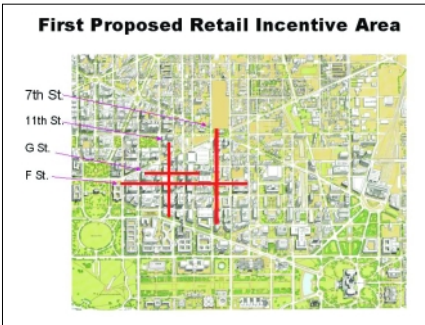 First Proposed Retail Incentive Area
7th St.
11th St.
G St.
F St.